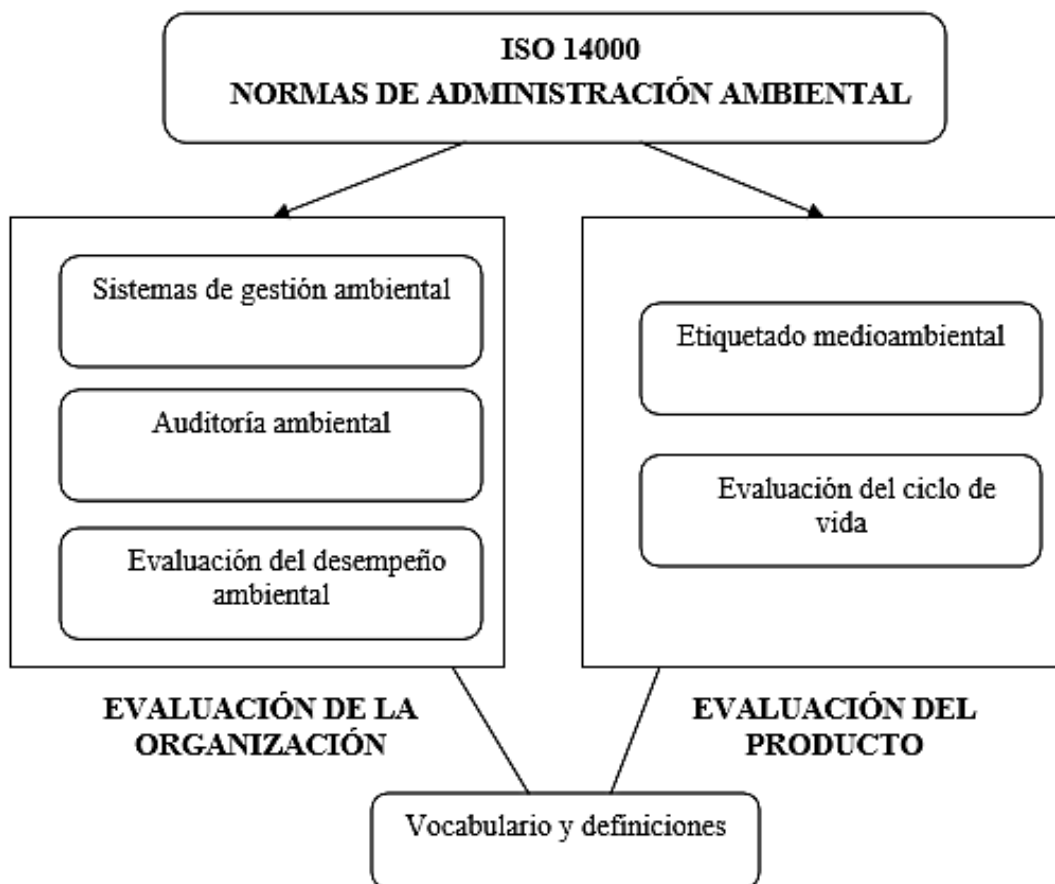 ISO 14000
NORMAS DE ADMINISTRACIÓN AMBIENTAL
Sistemas de gestión ambiental
Auditoría ambiental
Evaluación del desempeño
ambiental
EVALUACIÓN DE LA
ORGANIZACIÓN
Etiquetado medioambiental
Evaluación del ciclo de
vida
EVALUACIÓN DEL
PRODUCTO
Vocabulario y definiciones